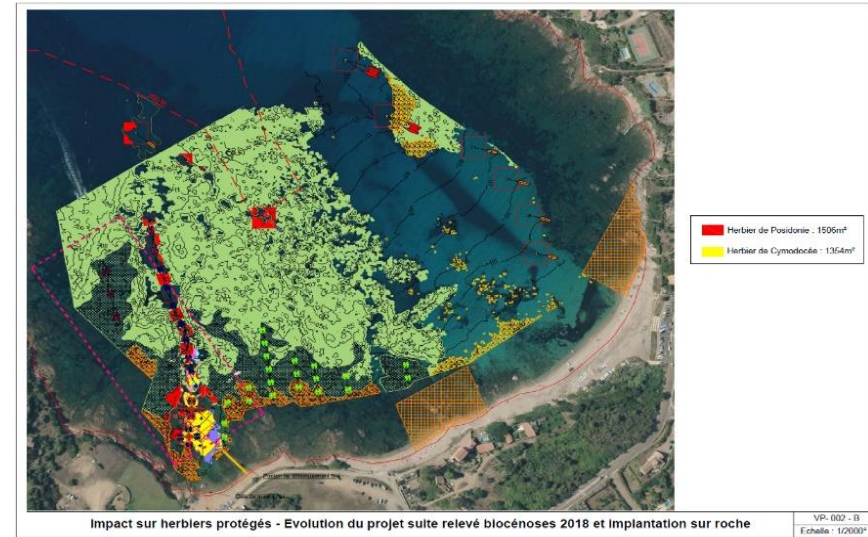 Herbier de Posidonie : 1506m²
Herbier de Cymodocée : 1354m²
Impact sur herbiers protégés - Evolution du projet suite relevé biocénoses 2018 et implantation sur roche
VP- 002 - B
Echelle : 1/2000°